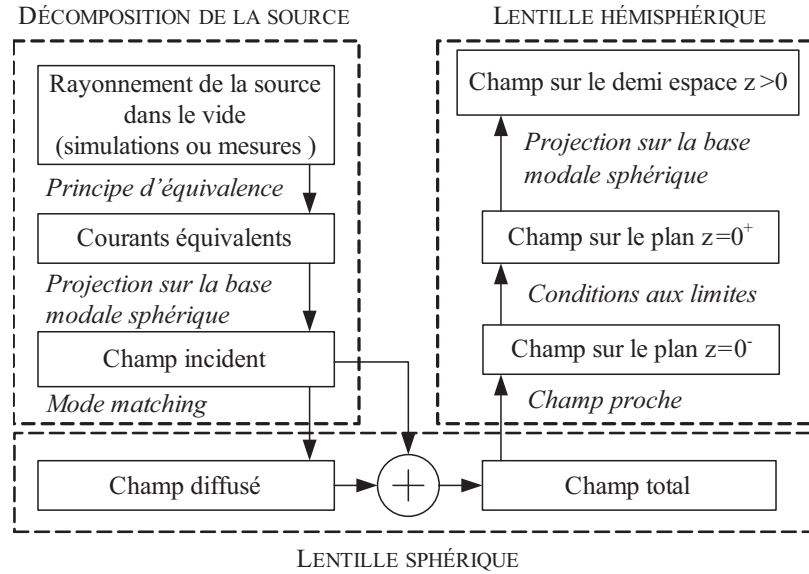 DÉCOMPOSITION DE LA SOURCE
Rayonnement de la source
dans le vide
(simulations ou mesures )
Principe d'équivalence
Courants équivalents
Projection sur la base
modale sphérique
Champ incident
Mode matching
LENTILLE HÉMISPHÉRIQUE
Champ sur le demi espace z>0
Projection sur la base
modale sphérique
Champ sur le plan z=0⁺
Conditions aux limites
Champ sur le plan z=0⁻
Champ proche
Champ diffusé
+
Champ total
LENTILLE SPHÉRIQUE